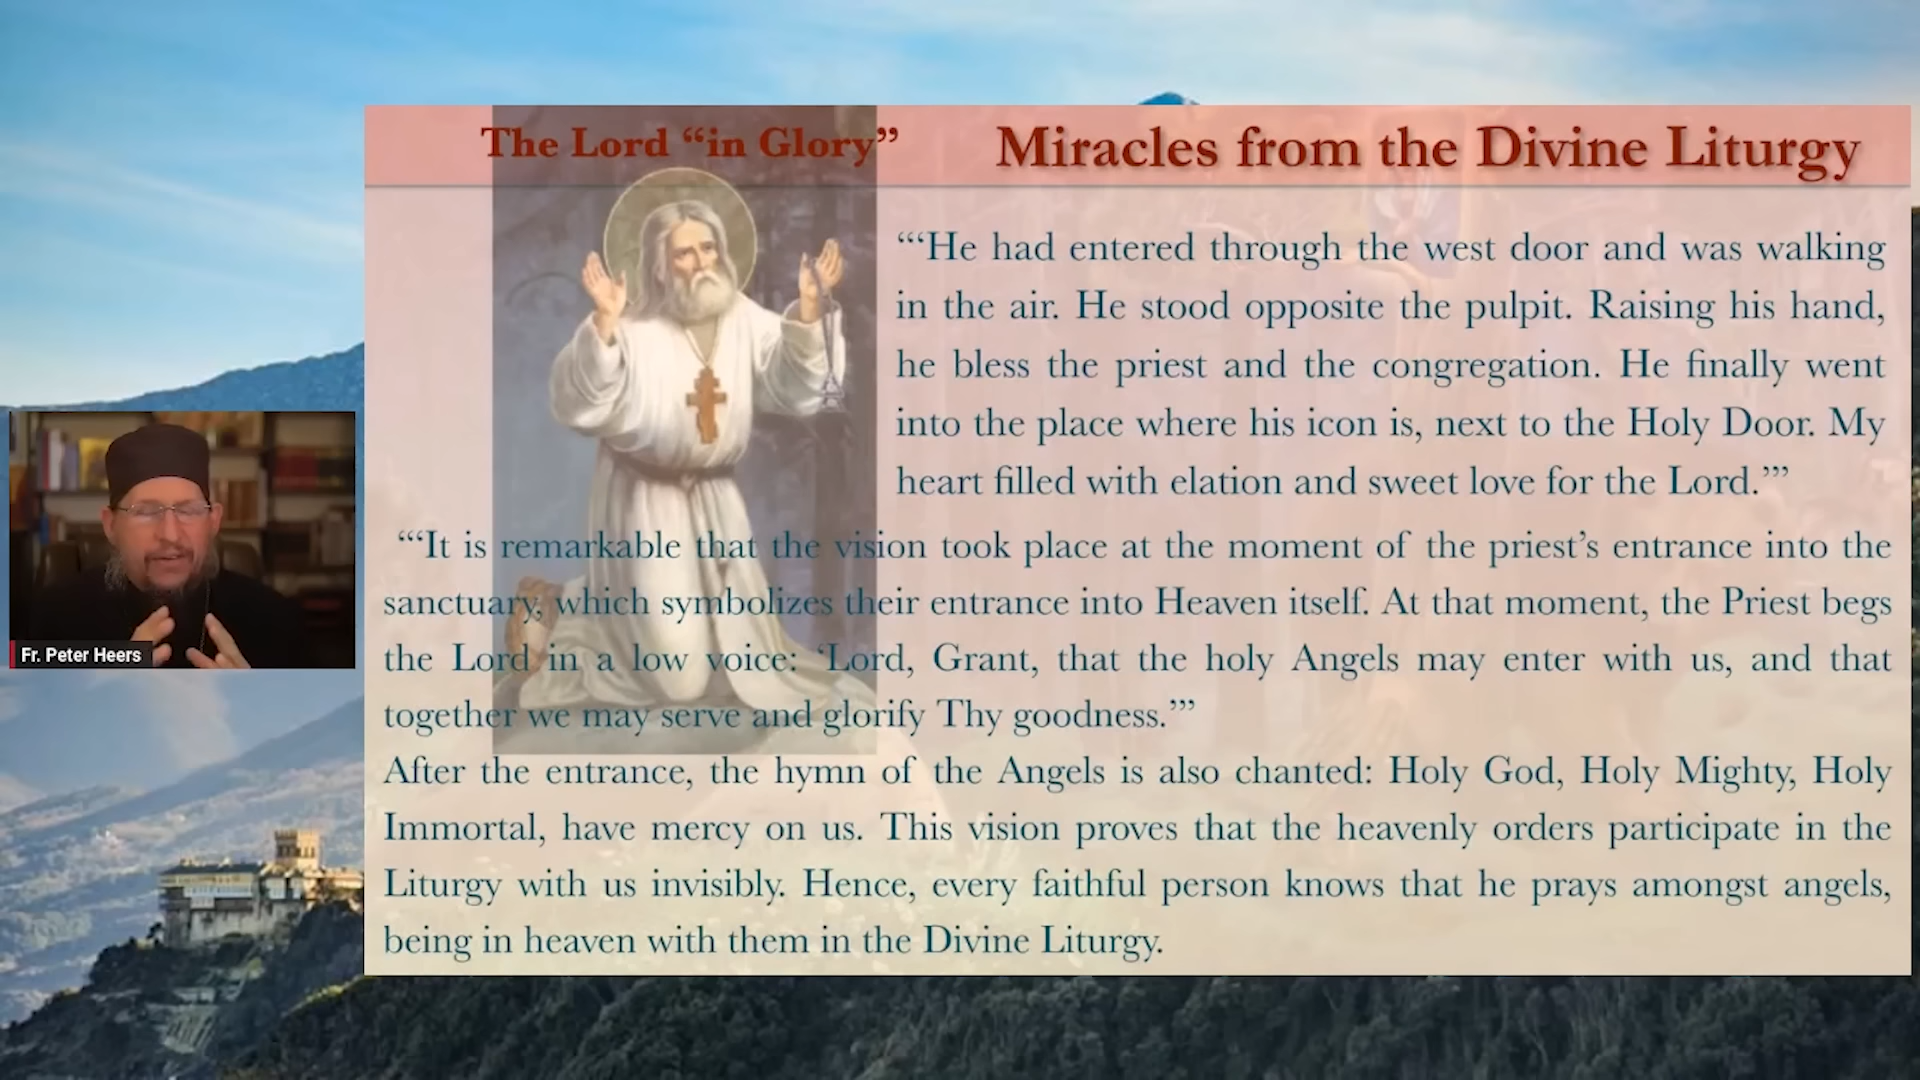 The Lord “in Glory”
Miracles from the Divine Liturgy
“‘He had entered through the west door and was walking
in the air. He stood opposite the pulpit. Raising his hand,
he bless the priest and the congregation. He finally went
into the place where his icon is, next to the Holy Door. My
heart filled with elation and sweet love for the Lord.’”
“‘It is remarkable that the vision took place at the moment of the priest’s entrance into the
sanctuary, which symbolizes their entrance into Heaven itself. At that moment, the Priest begs
the Lord in a low voice: ‘Lord, Grant, that the holy Angels may enter with us, and that
together we may serve and glorify Thy goodness.’”
After the entrance, the hymn of the Angels is also chanted: Holy God, Holy Mighty, Holy
Immortal, have mercy on us. This vision proves that the heavenly orders participate in the
Liturgy with us invisibly. Hence, every faithful person knows that he prays amongst angels,
being in heaven with them in the Divine Liturgy.
Fr. Peter Heers